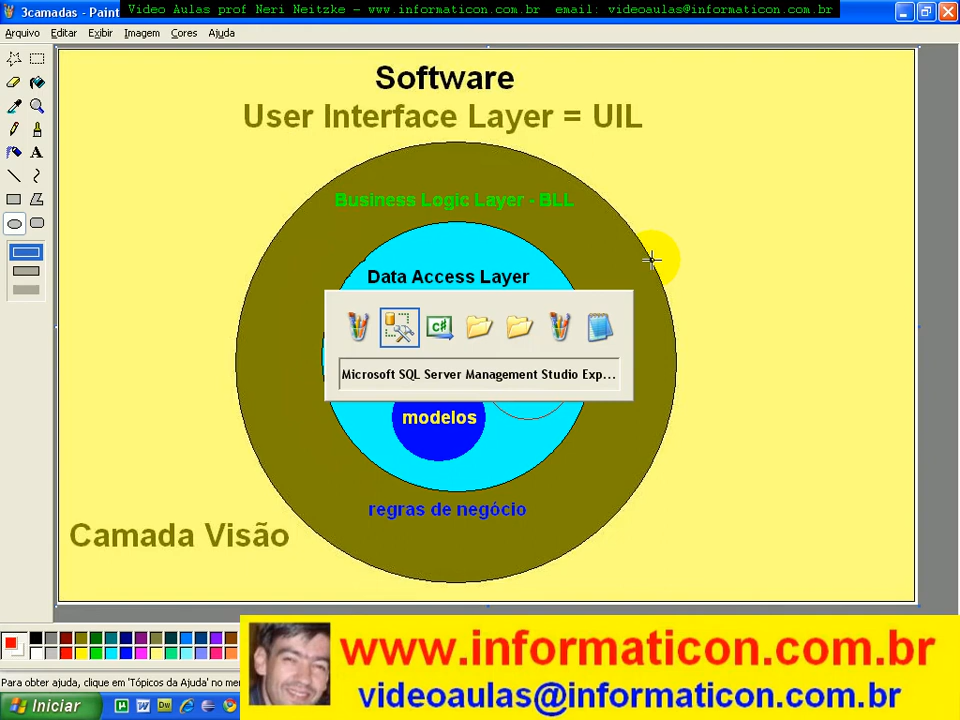 3camadas - Paint
Video Aulas prof Neri Neitzke – www.informaticon.com.br email: videoaulas@informaticon.com.br
Arquivo Editar Exibir Imagem Cores Ajuda
Software
User Interface Layer = UIL
Business Logic Layer - BLL
Data Access Layer
Microsoft SQL Server Management Studio Exp...
modelos
regras de negócio
Camada Visão
Para obter ajuda, clique em 'Tópicos da Ajuda' no me
www.informaticon.com.br
videoaulas@informaticon.com.br
Iniciar